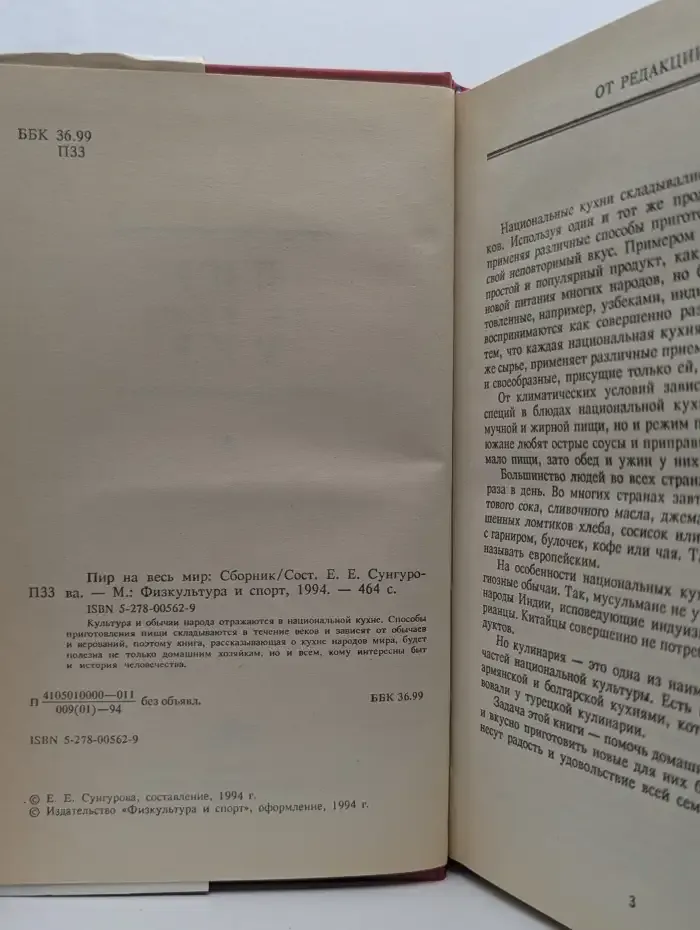 ББК 36.99
П33
Пир на весь мир: Сборник/Сост. Е. Е. Сунгуро-
П33 ва. — М.: Физкультура и спорт, 1994. — 464 с.
ISBN 5-278-00562-9
Культура и обычаи народа отражаются в национальной кухне. Способы
приготовления пищи складываются в течение веков и зависят от обычаев
и верований, поэтому книга, рассказывающая о кухне народов мира, будет
полезна не только домашним хозяйкам, но и всем, кому интересны быт
и история человечества.
П 4105010000—011
009(01)—94 без объявл.
ББК 36.99
ISBN 5-278-00562-9
© Е. Е. Сунгурова, составление, 1994 г.
© Издательство «Физкультура и спорт», оформление, 1994 г.
ОТ РЕДАКЦИ
Национальные кухни складывалис
ков. Используя один и тот же прод
применяя различные способы пригото
свой неповторимый вкус. Примером
простой и популярный продукт, как
новой питания многих народов, но б
товленные, например, узбеками, инди
воспринимаются как совершенно раз
тем, что каждая национальная кухня
же сырье, применяет различные прием
и своеобразные, присущие только ей,
От климатических условий завис
специй в блюдах национальной кух
мучной и жирной пищи, но и режим п
южане любят острые соусы и приправ
мало пищи, зато обед и ужин у них
Большинство людей во всех стран
раза в день. Во многих странах завт
тового сока, сливочного масла, джема
шенных ломтиков хлеба, сосисок или
с гарниром, булочек, кофе или чая. Т
называть европейским.
На особенности национальных кух
гиозные обычаи. Так, мусульмане не у
народы Индии, исповедующие индуиз
рианцы. Китайцы совершенно не потреб
дуктов.
Но кулинария — это одна из наим
частей национальной культуры. Есть
армянской и болгарской кухнями, кот
вовали у турецкой кулинарии.
Задача этой книги — помочь домашн
и вкусно приготовить новые для них б
несут радость и удовольствие всей сем
3